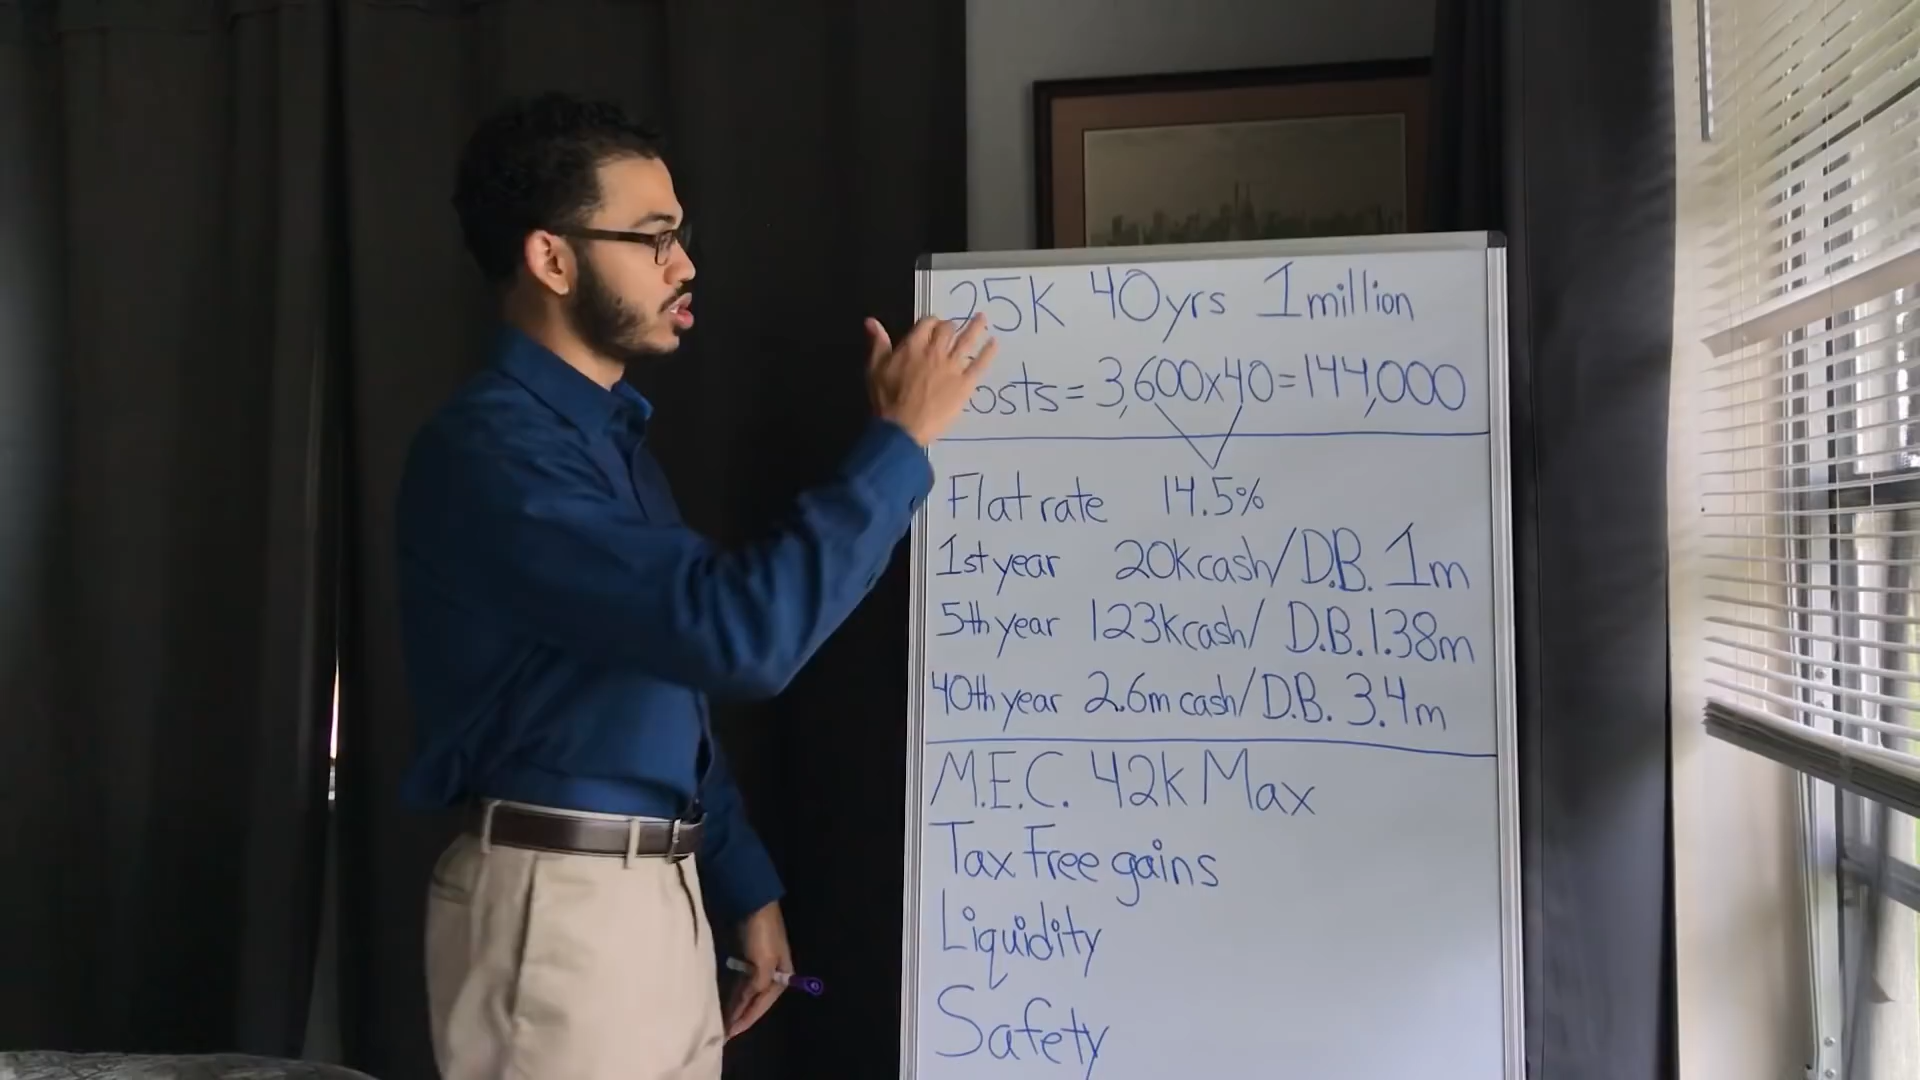 25K 40yrs 1million
osts = 3,600x40=144,000
Flat rate 14.5%
1st year 20k cash/ D.B. 1m
5th year 123k cash/ D.B. 1.38m
40th year 2.6m cash/ D.B. 3.4m
M.E.C. 42k Max
Tax Free gains
Liquidity
Safety